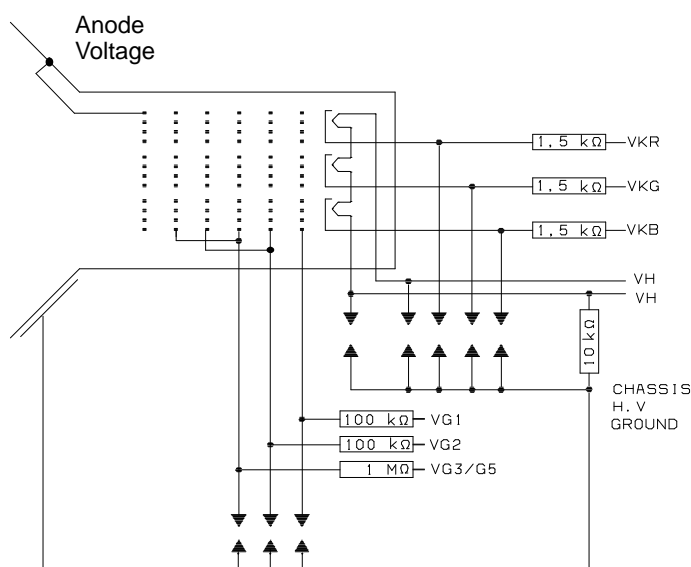 Anode
Voltage
1.5 kΩ VKR
1.5 kΩ VKG
1.5 kΩ VKB
VH
VH
10 kΩ
CHASSIS
H.V
GROUND
100 kΩ VG1
100 kΩ VG2
1 MΩ VG3/G5